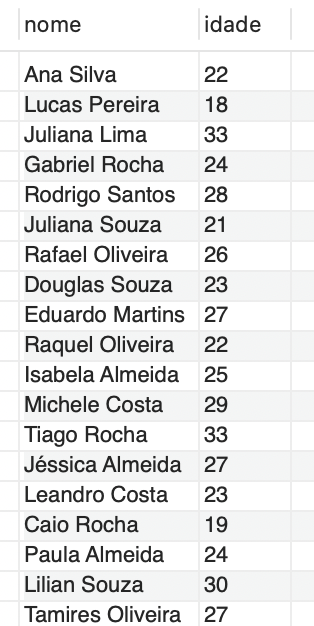 nome idade
Ana Silva 22
Lucas Pereira 18
Juliana Lima 33
Gabriel Rocha 24
Rodrigo Santos 28
Juliana Souza 21
Rafael Oliveira 26
Douglas Souza 23
Eduardo Martins 27
Raquel Oliveira 22
Isabela Almeida 25
Michele Costa 29
Tiago Rocha 33
Jéssica Almeida 27
Leandro Costa 23
Caio Rocha 19
Paula Almeida 24
Lilian Souza 30
Tamires Oliveira 27